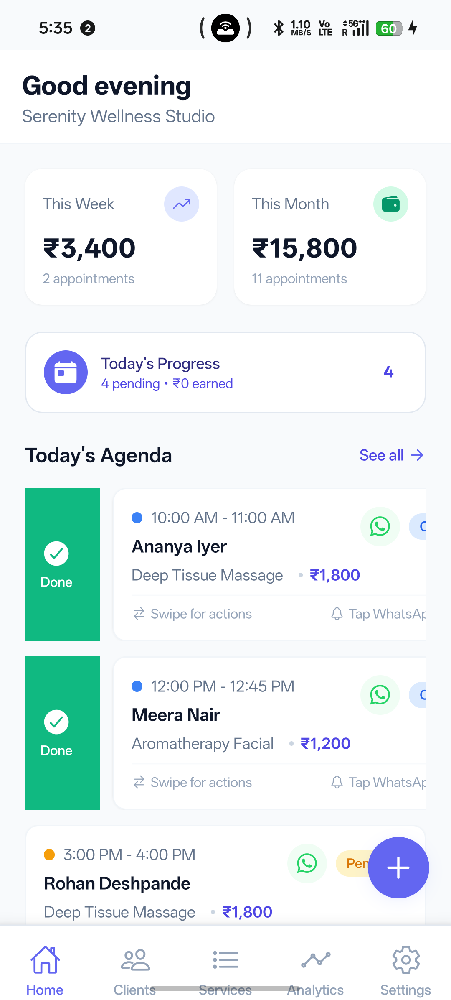 5:35 2 1.10 MB/S Vo LTE R 5G++ 60
Good evening
Serenity Wellness Studio
This Week
This Month
₹3,400
₹15,800
2 appointments
11 appointments
Today's Progress
4 pending • ₹0 earned
4
Today's Agenda
See all →
10:00 AM - 11:00 AM
Ananya Iyer
Deep Tissue Massage • ₹1,800
Done
Swipe for actions
Tap WhatsAp
12:00 PM - 12:45 PM
Meera Nair
Aromatherapy Facial • ₹1,200
Done
Swipe for actions
Tap WhatsAp
3:00 PM - 4:00 PM
Pen
Rohan Deshpande
Deep Tissue Massage • ₹1,800
Home Clients Services Analytics Settings